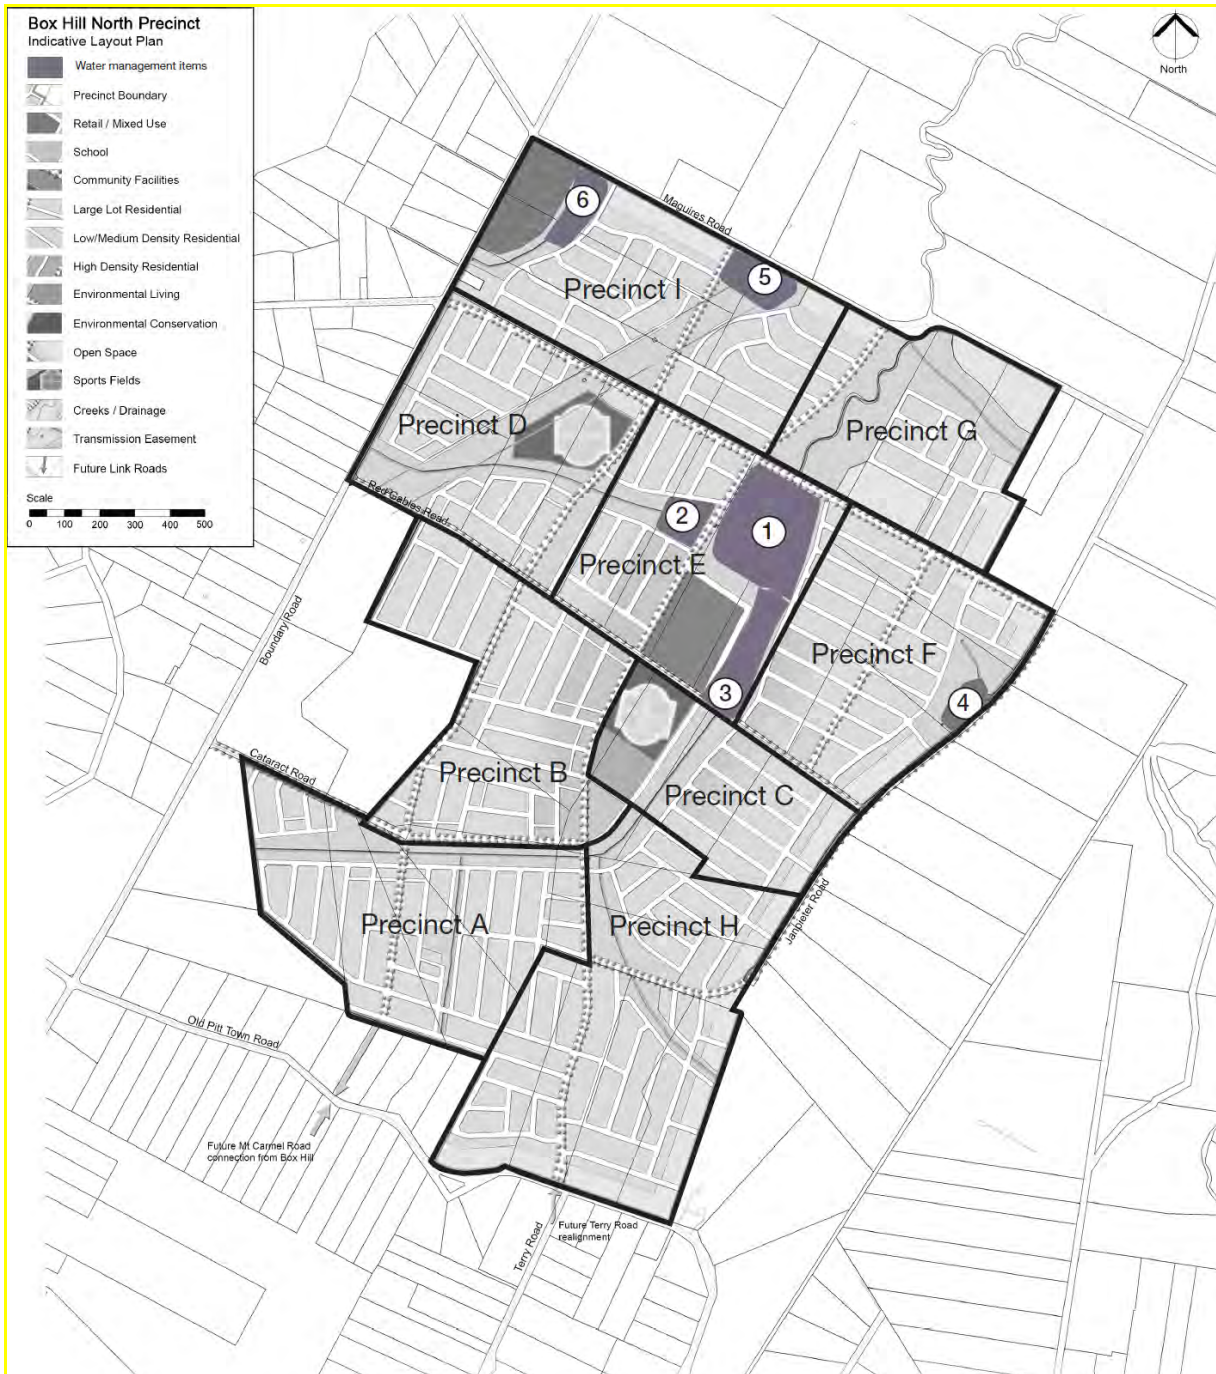 Box Hill North Precinct
Indicative Layout Plan
Water management items
Precinct Boundary
Retail / Mixed Use
School
Community Facilities
Large Lot Residential
Low/Medium Density Residential
High Density Residential
Environmental Living
Environmental Conservation
Open Space
Sports Fields
Creeks / Drainage
Transmission Easement
Future Link Roads
Scale
0 100 200 300 400 500
North
6
Maguires Road
5
Precinct I
Precinct D
Precinct G
Red Gables Road
2
1
Precinct E
Boundary Road
Precinct F
3
4
Cataract Road
Precinct B
Precinct C
Janpieter Road
Precinct A
Precinct H
Old Pitt Town Road
Future Mt Carmel Road
connection from Box Hill
Terry Road
Future Terry Road
realignment